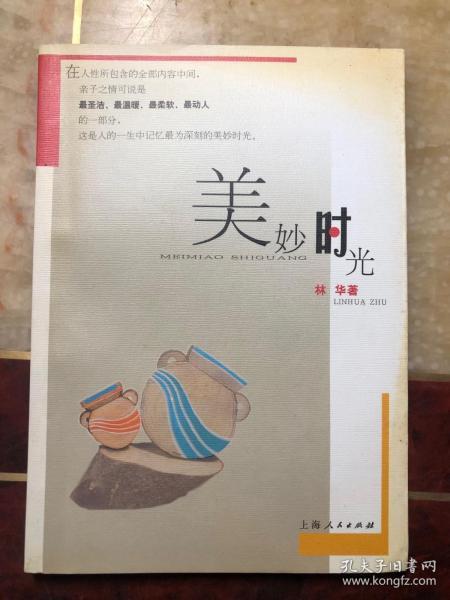 在人性所包含的全部内容中间，
亲子之情可说是
最圣洁、最温暖、最柔软、最动人
的一部分，
这是人的一生中记忆最为深刻的美妙时光。
美妙时光
MEIMIAO SHIGUANG
林 华著
LINHUA ZHU
上海人民出版社
孔夫子旧书网
www.kongfz.com